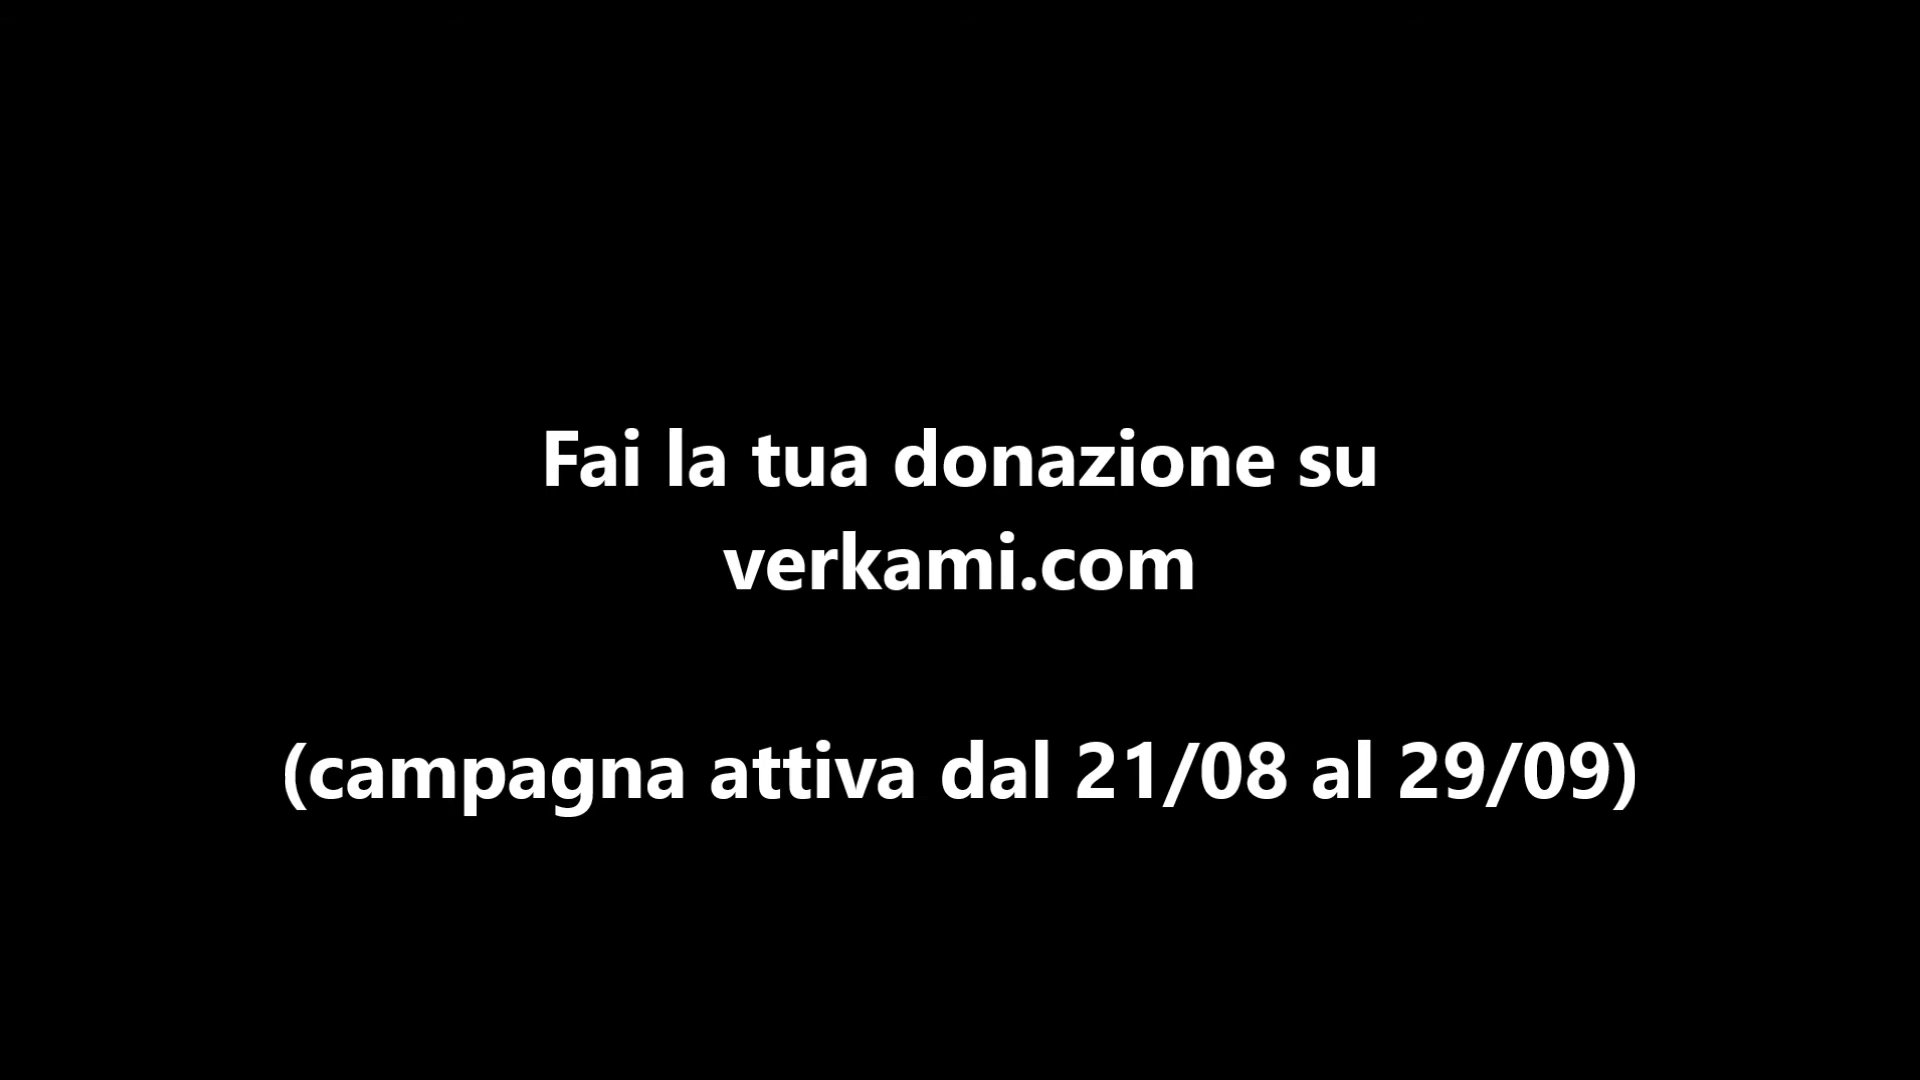 Fai la tua donazione su
verkami.com
(campagna attiva dal 21/08 al 29/09)